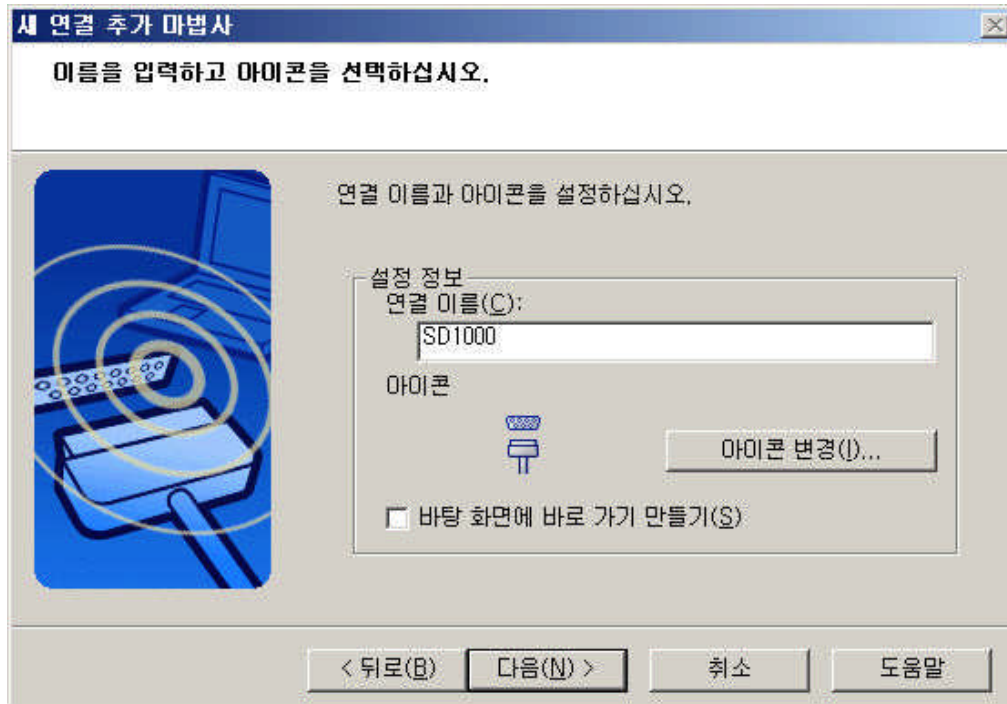 새 연결 추가 마법사
이름을 입력하고 아이콘을 선택하십시오.
연결 이름과 아이콘을 설정하십시오.
설정 정보
연결 이름(C):
SD1000
아이콘
아이콘 변경(I)...
바탕 화면에 바로 가기 만들기(S)
< 뒤로(B) 다음(N) > 취소 도움말